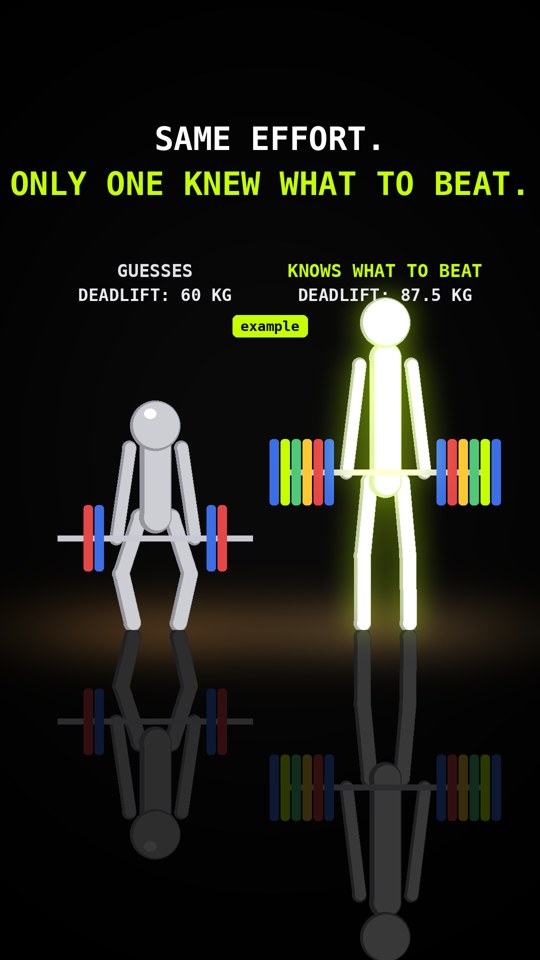 SAME EFFORT.
ONLY ONE KNEW WHAT TO BEAT.
GUESSES
DEADLIFT: 60 KG
KNOWS WHAT TO BEAT
DEADLIFT: 87.5 KG
example